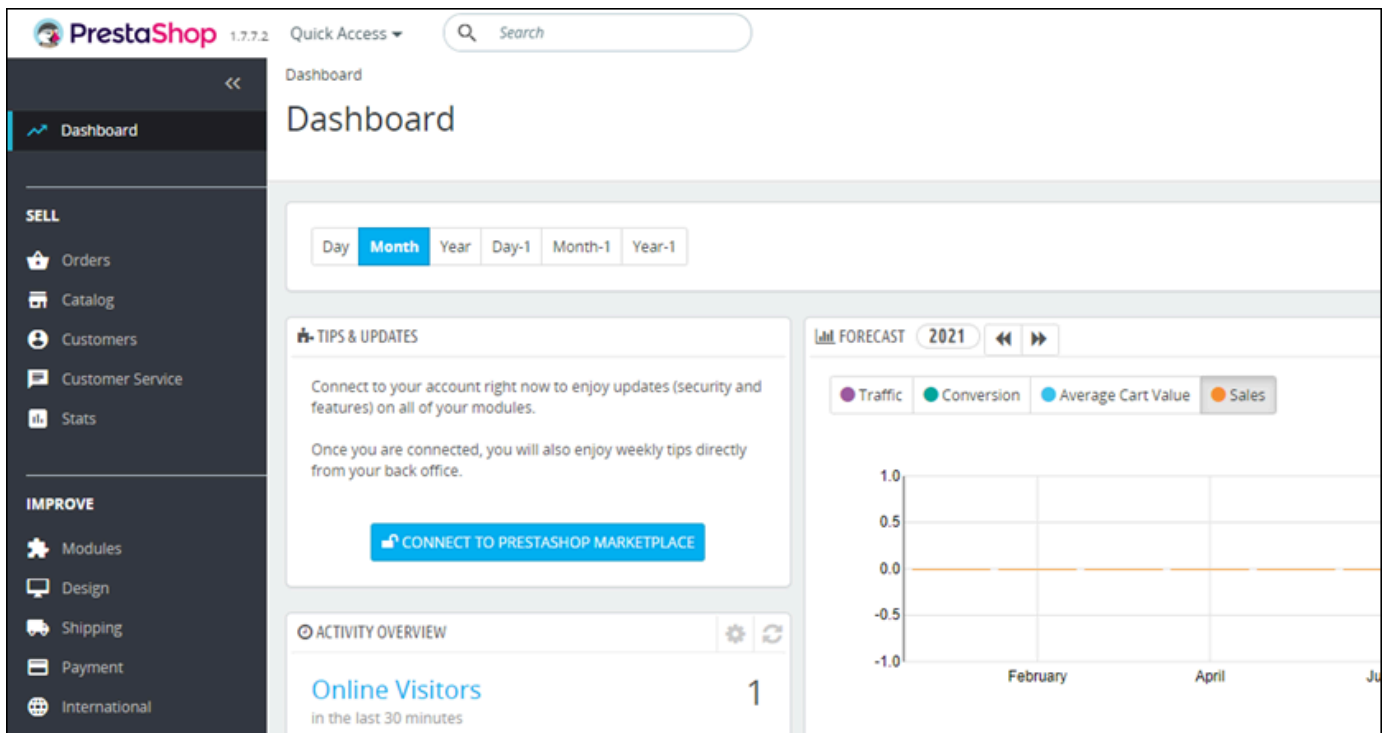 PrestaShop 1.7.7.2 Quick Access Search
Dashboard
Dashboard
Dashboard
SELL
Orders
Catalog
Customers
Customer Service
Stats
IMPROVE
Modules
Design
Shipping
Payment
International
Day Month Year Day-1 Month-1 Year-1
TIPS & UPDATES
Connect to your account right now to enjoy updates (security and
features) on all of your modules.
Once you are connected, you will also enjoy weekly tips directly
from your back office.
CONNECT TO PRESTASHOP MARKETPLACE
ACTIVITY OVERVIEW
Online Visitors 1
in the last 30 minutes
FORECAST 2021
Traffic Conversion Average Cart Value Sales
1.0
0.5
0.0
-0.5
-1.0
February April Ju